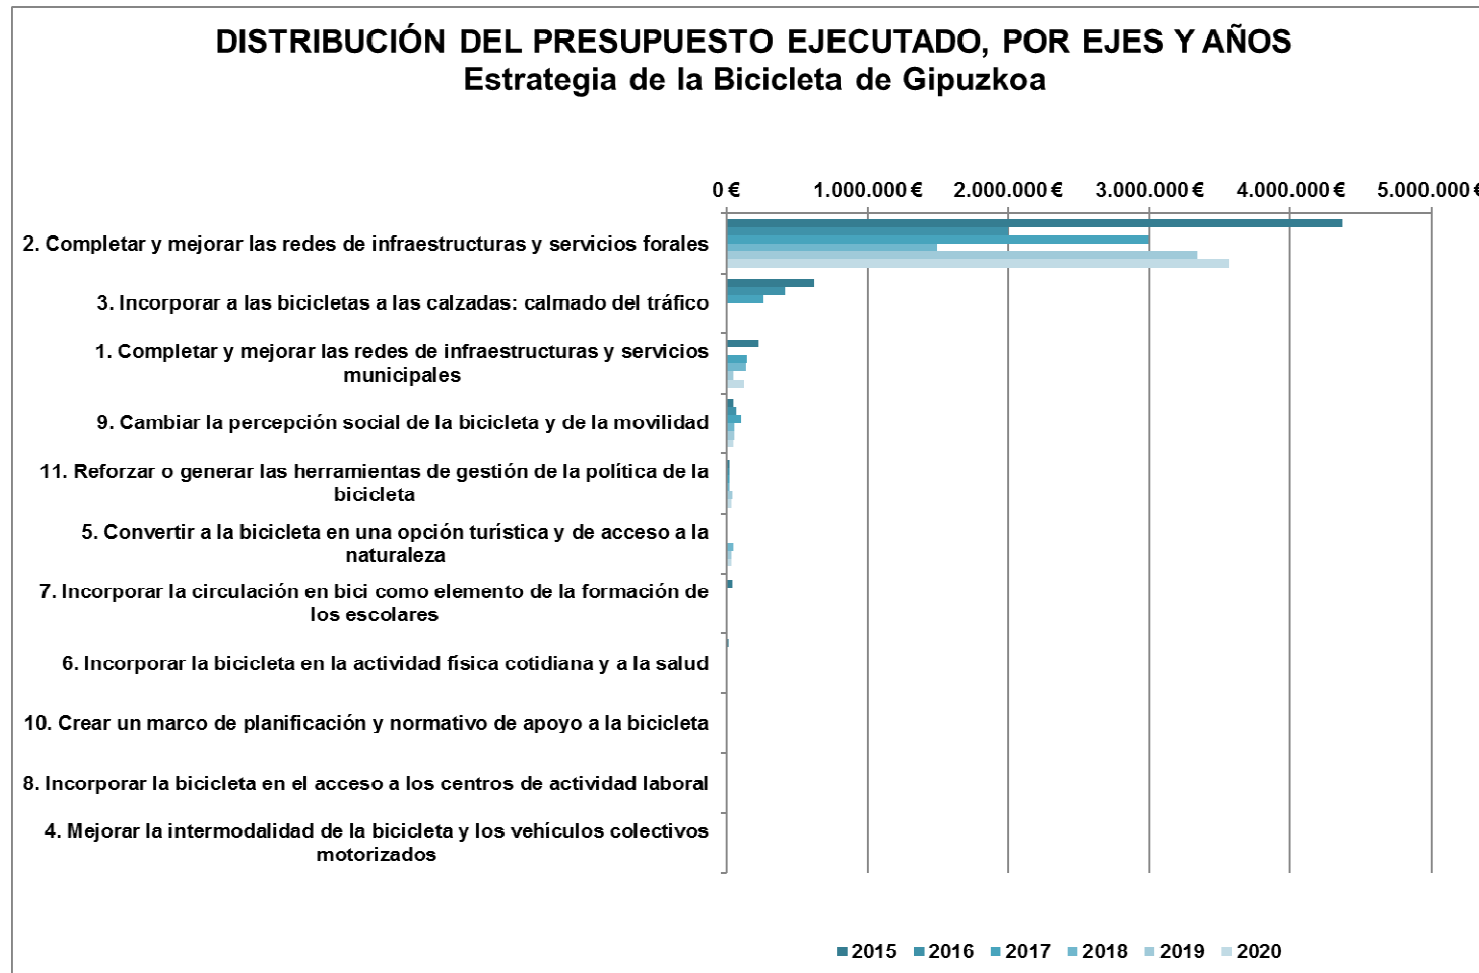 DISTRIBUCIÓN DEL PRESUPUESTO EJECUTADO, POR EJES Y AÑOS
Estrategia de la Bicicleta de Gipuzkoa
0 € 1.000.000 € 2.000.000 € 3.000.000 € 4.000.000 € 5.000.000 €
2. Completar y mejorar las redes de infraestructuras y servicios forales
3. Incorporar a las bicicletas a las calzadas: calmado del tráfico
1. Completar y mejorar las redes de infraestructuras y servicios
municipales
9. Cambiar la percepción social de la bicicleta y de la movilidad
11. Reforzar o generar las herramientas de gestión de la política de la
bicicleta
5. Convertir a la bicicleta en una opción turística y de acceso a la
naturaleza
7. Incorporar la circulación en bici como elemento de la formación de
los escolares
6. Incorporar la bicicleta en la actividad física cotidiana y a la salud
10. Crear un marco de planificación y normativo de apoyo a la bicicleta
8. Incorporar la bicicleta en el acceso a los centros de actividad laboral
4. Mejorar la intermodalidad de la bicicleta y los vehículos colectivos
motorizados
2015 2016 2017 2018 2019 2020